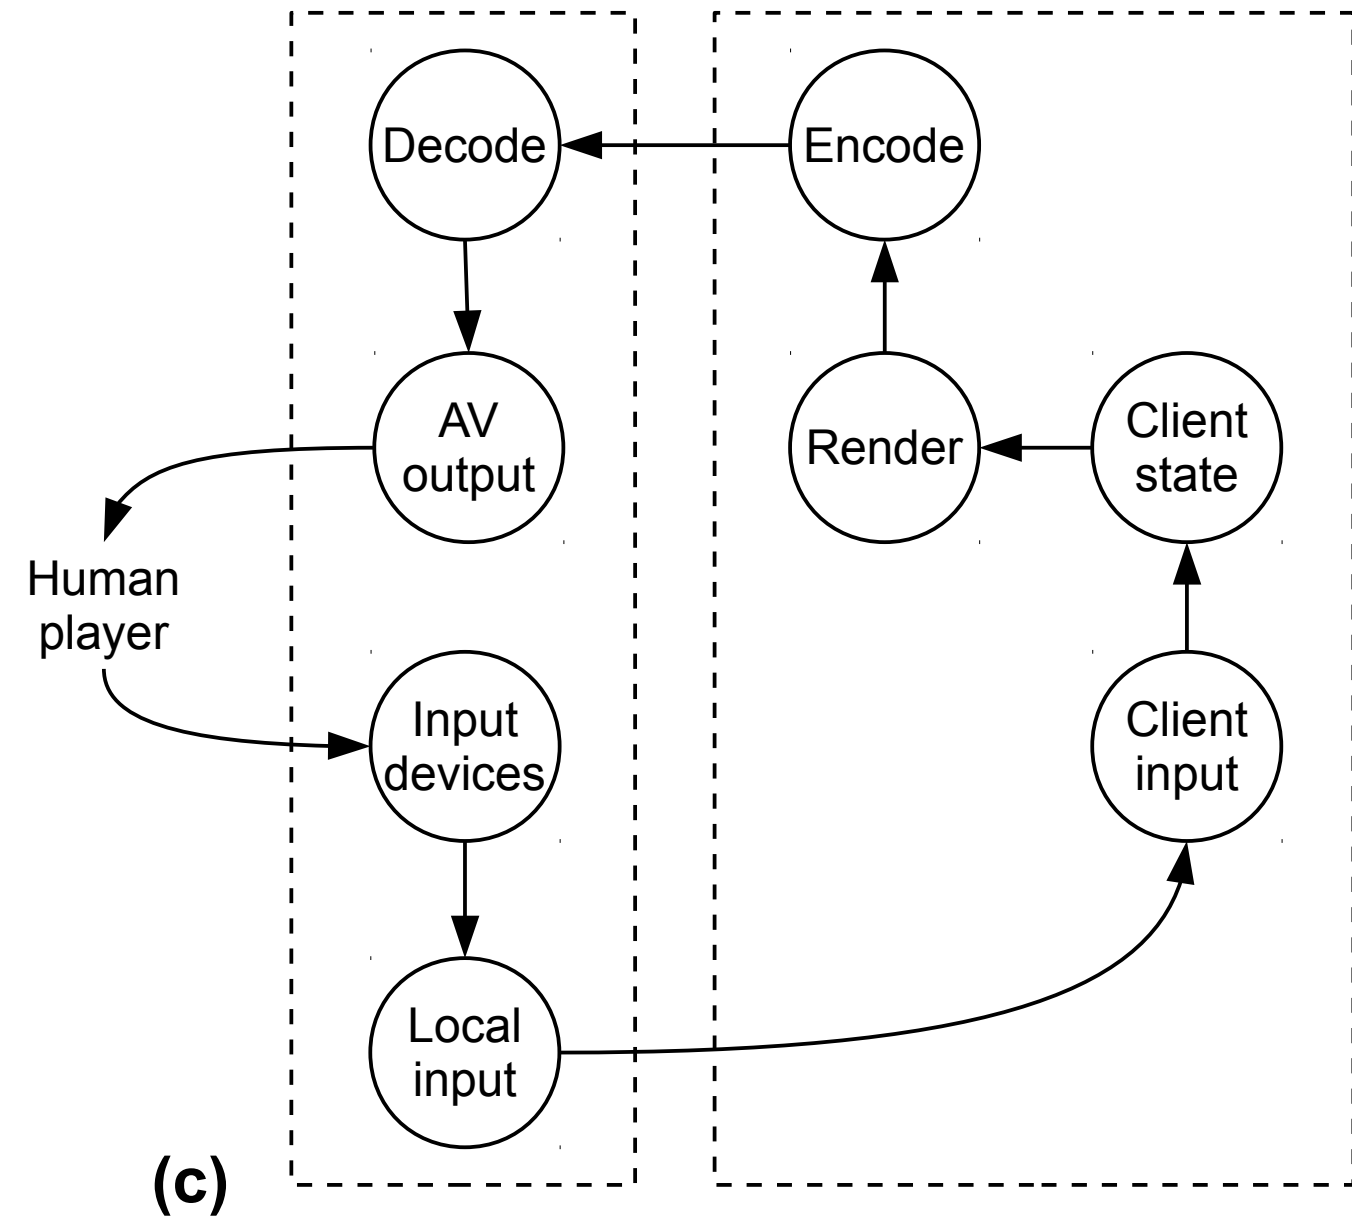 Decode
Encode
AV
output
Render
Client
state
Human
player
Input
devices
Client
input
Local
input
(c)